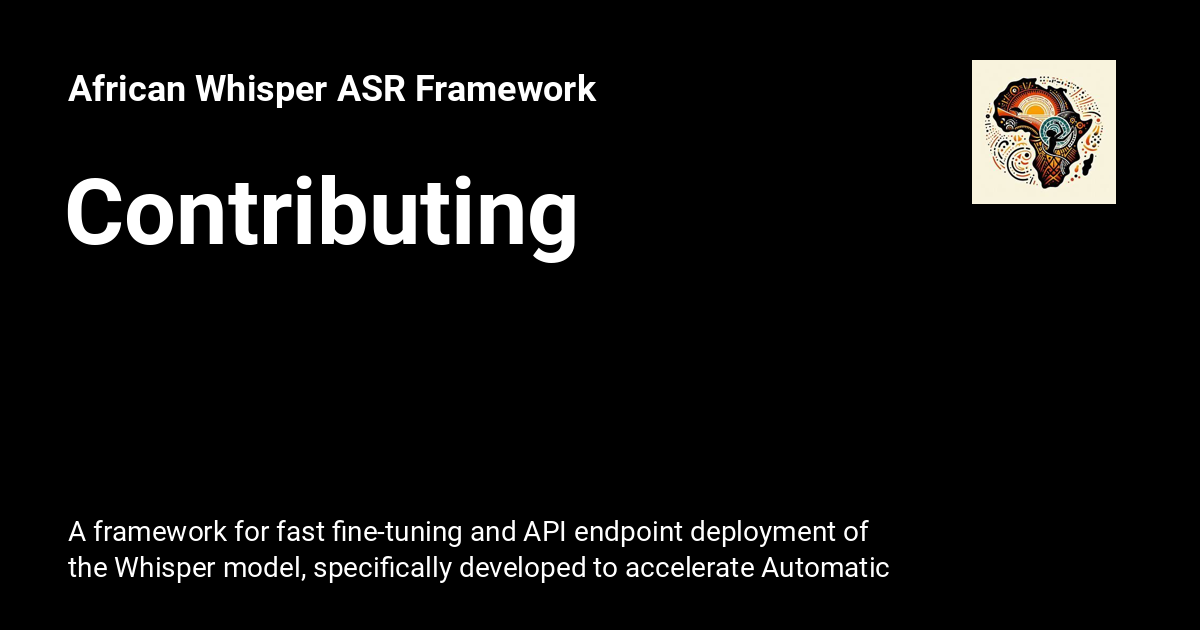 African Whisper ASR Framework
Contributing
A framework for fast fine-tuning and API endpoint deployment of
the Whisper model, specifically developed to accelerate Automatic